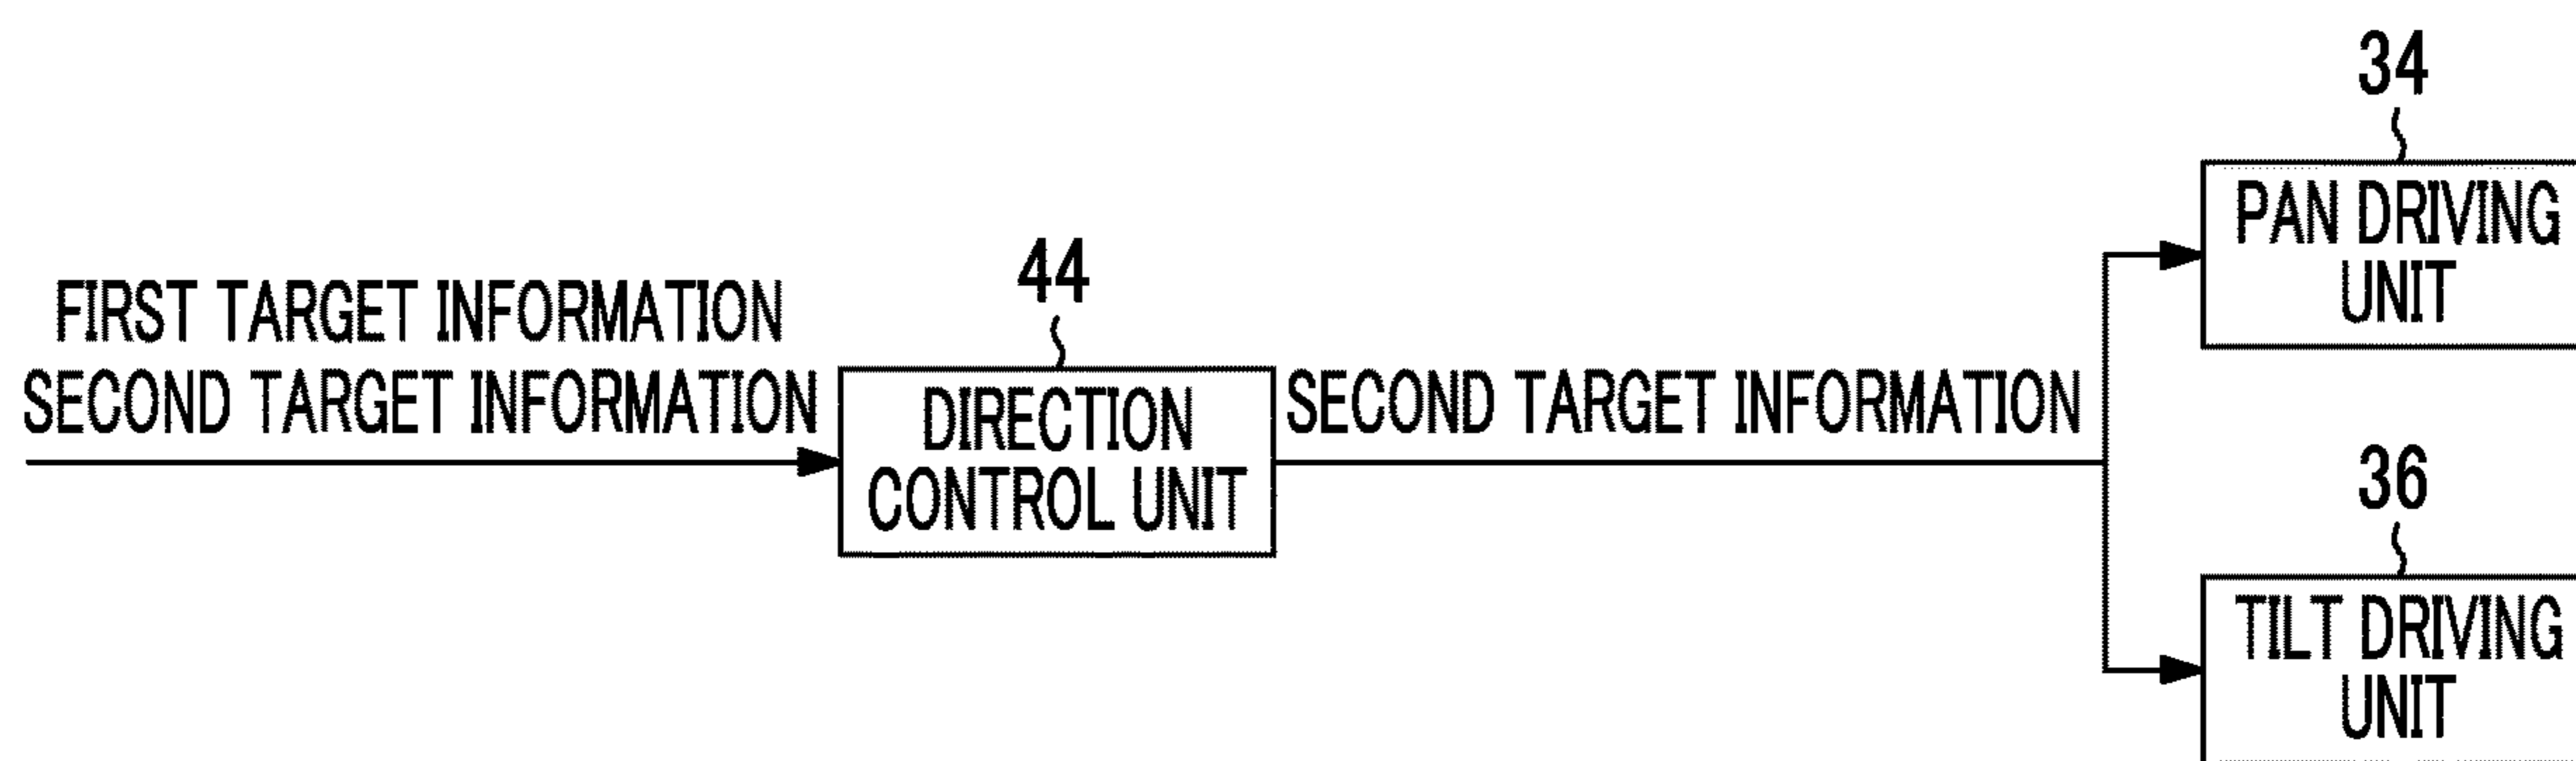 34
PAN DRIVING
UNIT
44
FIRST TARGET INFORMATION
SECOND TARGET INFORMATION
DIRECTION
CONTROL UNIT
SECOND TARGET INFORMATION
36
TILT DRIVING
UNIT